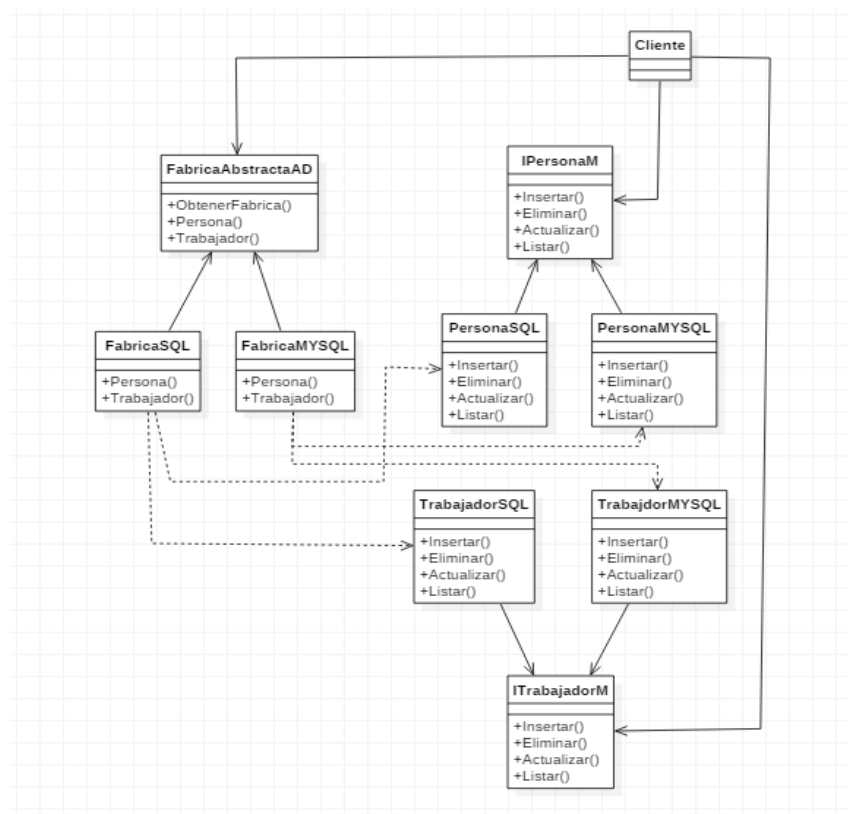 Cliente
FabricaAbstractaAD
+ObtenerFabrica()
+Persona()
+Trabajador()
IPersonaM
+Insertar()
+Eliminar()
+Actualizar()
+Listar()
FabricaSQL
+Persona()
+Trabajador()
FabricaMYSQL
+Persona()
+Trabajador()
PersonaSQL
+Insertar()
+Eliminar()
+Actualizar()
+Listar()
PersonaMYSQL
+Insertar()
+Eliminar()
+Actualizar()
+Listar()
TrabajadorSQL
+Insertar()
+Eliminar()
+Actualizar()
+Listar()
TrabajdorMYSQL
+Insertar()
+Eliminar()
+Actualizar()
+Listar()
ITrabajadorM
+Insertar()
+Eliminar()
+Actualizar()
+Listar()